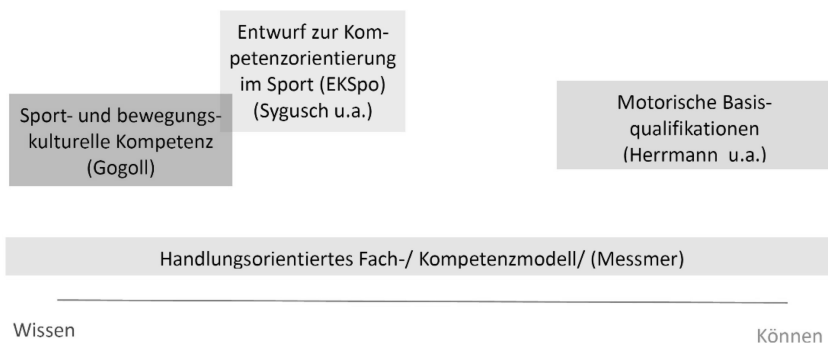 Entwurf zur Kom-
petenzorientierung
im Sport (EKSpo)
(Sygusch u.a.)
Sport- und bewegungs-
kulturelle Kompetenz
(Gogoll)
Motorische Basis-
qualifikationen
(Herrmann u.a.)
Handlungsorientiertes Fach-/ Kompetenzmodell/ (Messmer)
Wissen
Können